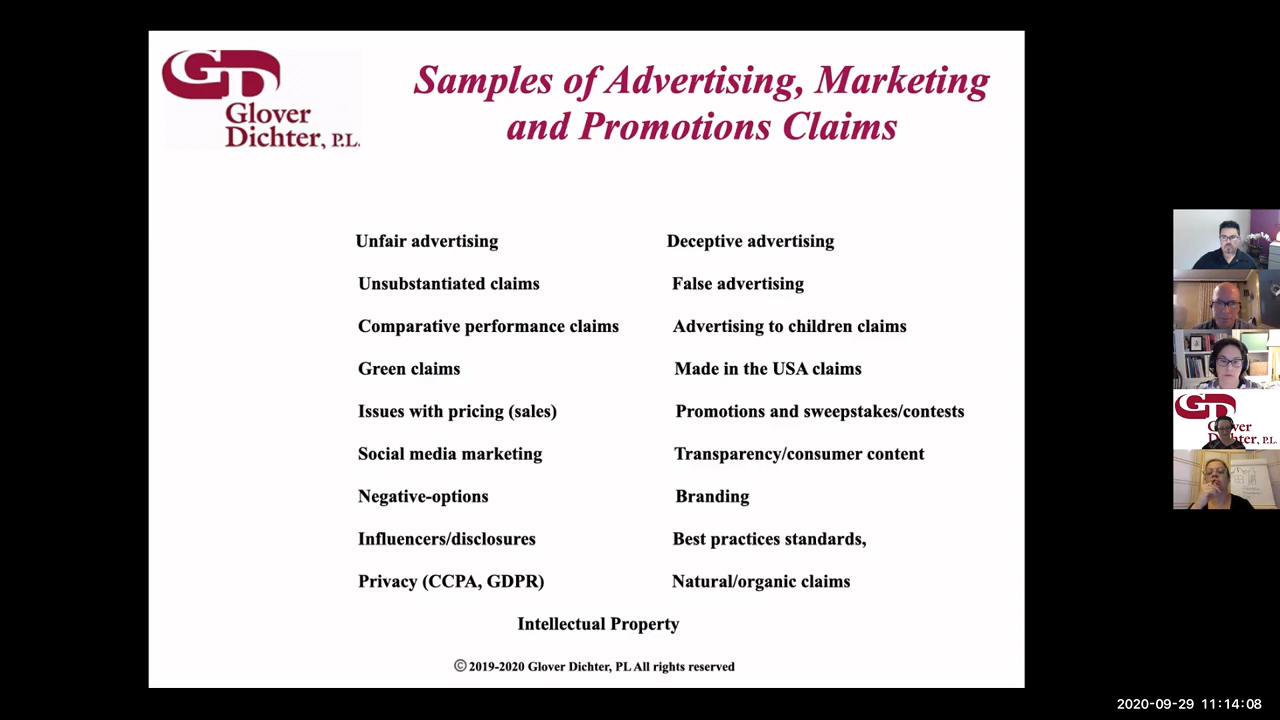 GD
Glover
Dichter, P.L.
Samples of Advertising, Marketing
and Promotions Claims
Unfair advertising
Deceptive advertising
Unsubstantiated claims
False advertising
Comparative performance claims
Advertising to children claims
Green claims
Made in the USA claims
Issues with pricing (sales)
Promotions and sweepstakes/contests
Social media marketing
Transparency/consumer content
Negative-options
Branding
Influencers/disclosures
Best practices standards,
Privacy (CCPA, GDPR)
Natural/organic claims
Intellectual Property
© 2019-2020 Glover Dichter, PL All rights reserved
GD
P.L.
2020-09-29 11:14:08